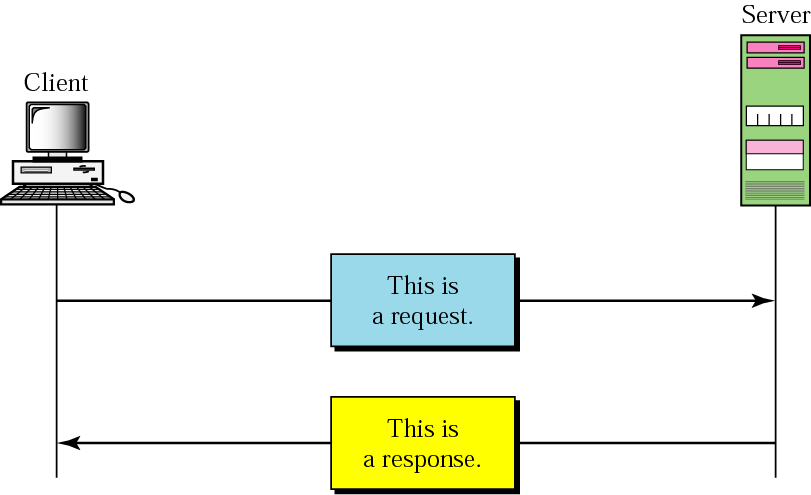 Server
Client
This is
a request.
This is
a response.